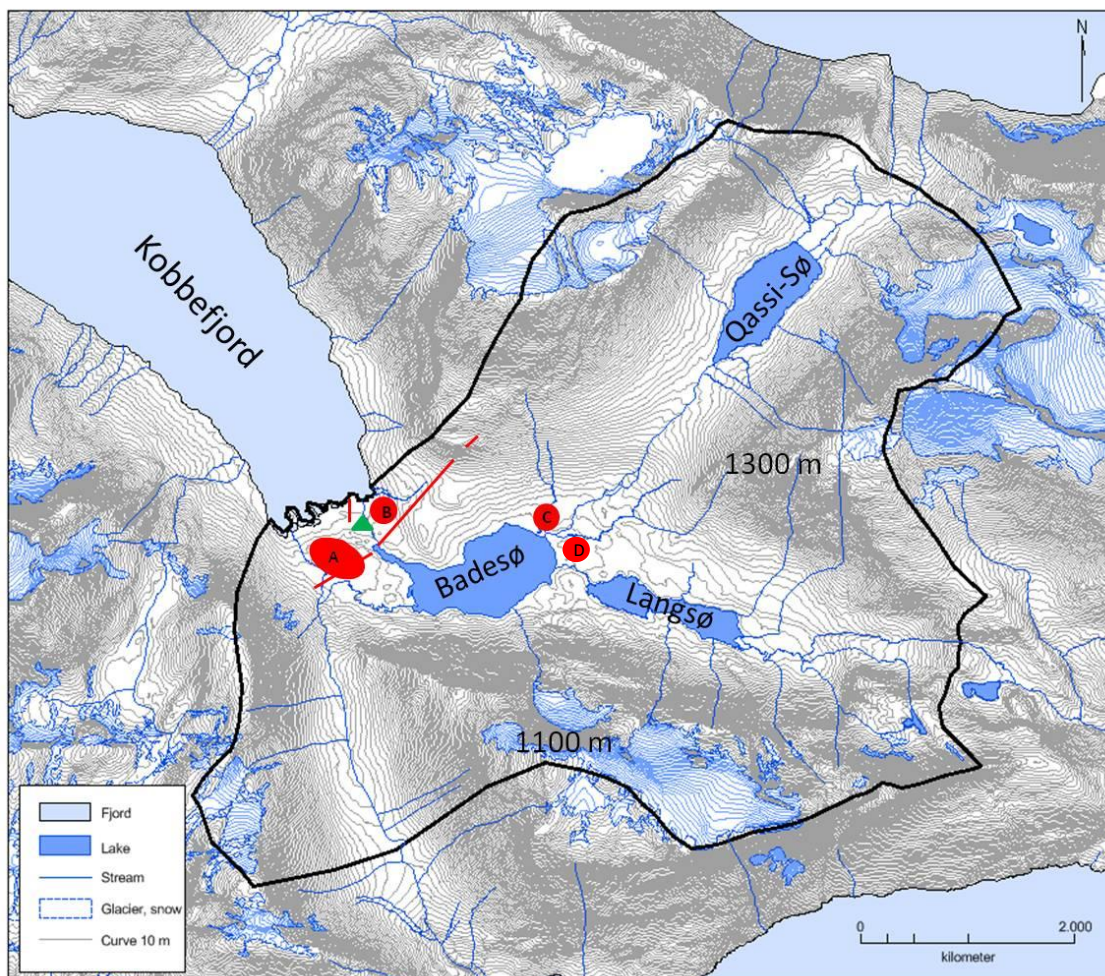 N
Kobbefjord
Qassi-Sø
1300 m
B
C
A
D
Badesø
Langsø
1100 m
Fjord
Lake
Stream
Glacier, snow
Curve 10 m
0 2.000
kilometer